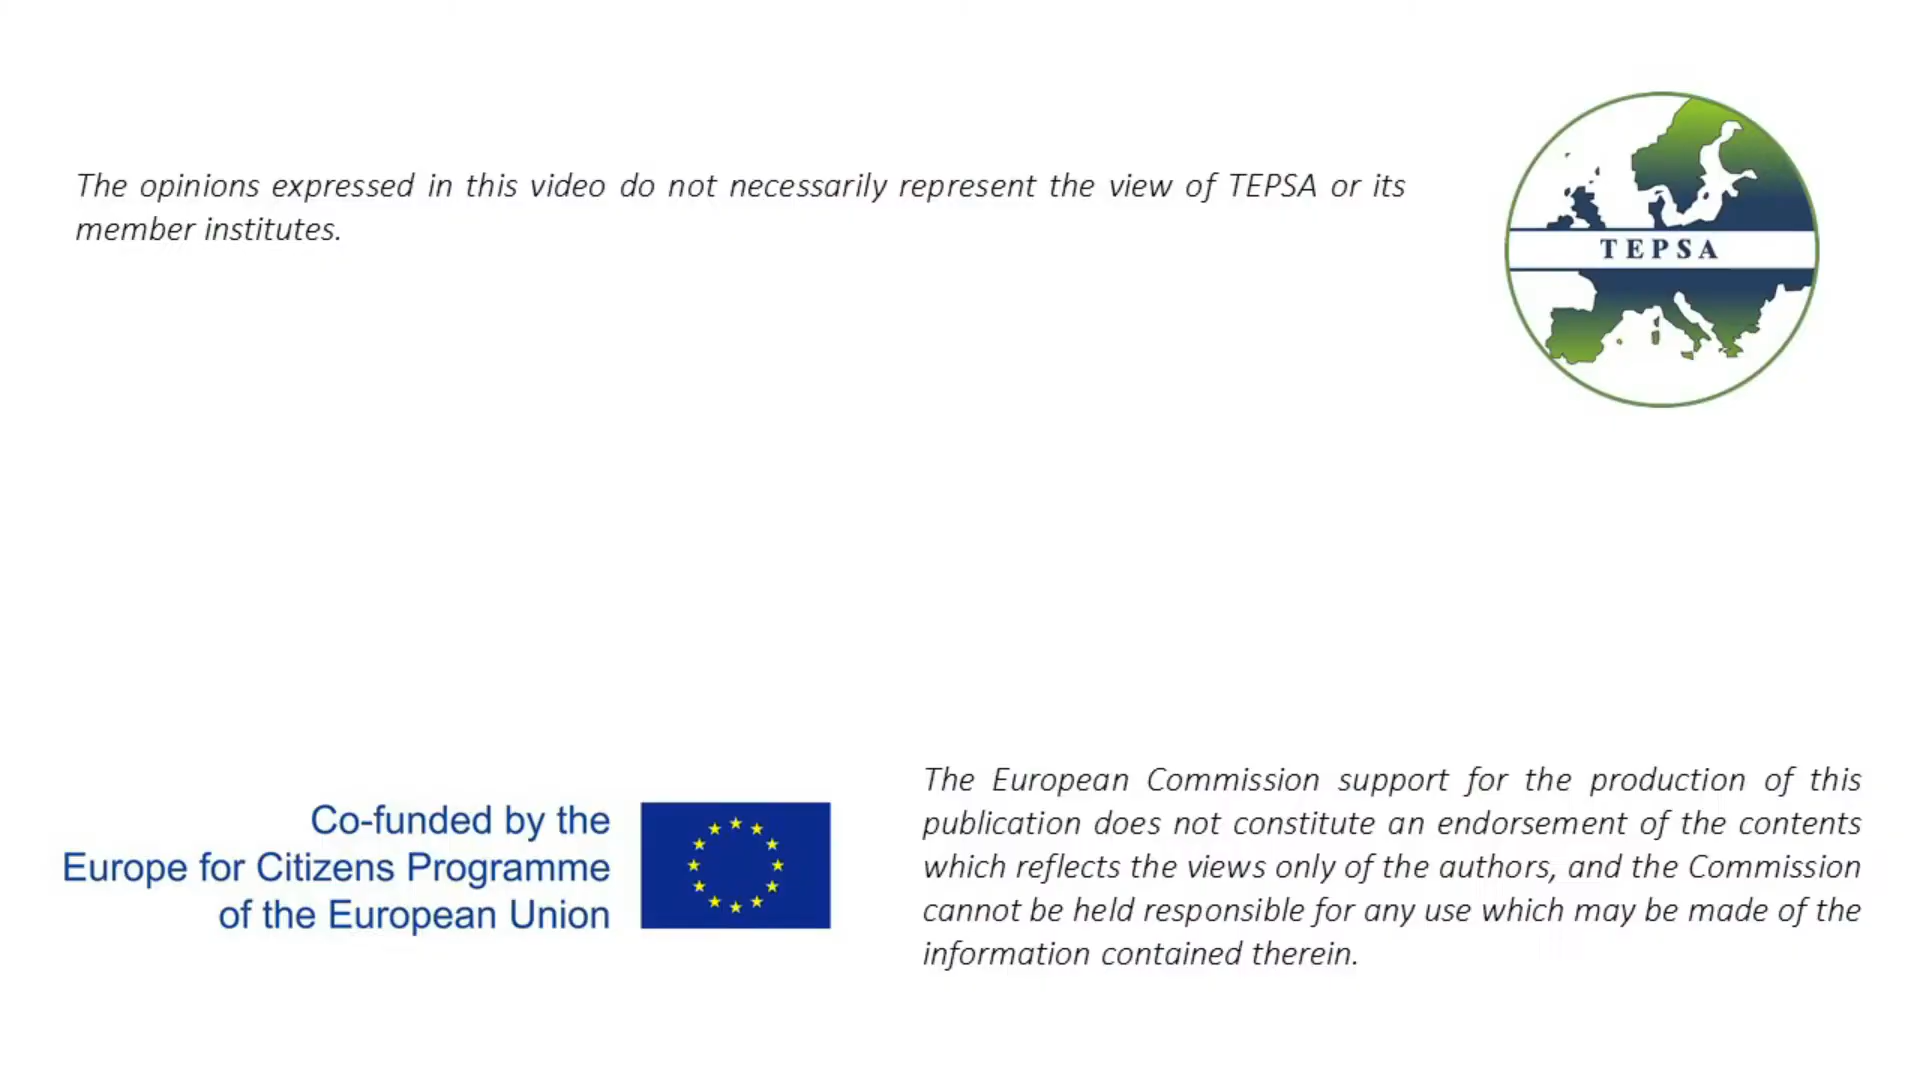 The opinions expressed in this video do not necessarily represent the view of TEPSA or its
member institutes.
TEPSA
Co-funded by the
Europe for Citizens Programme
of the European Union
The European Commission support for the production of this
publication does not constitute an endorsement of the contents
which reflects the views only of the authors, and the Commission
cannot be held responsible for any use which may be made of the
information contained therein.